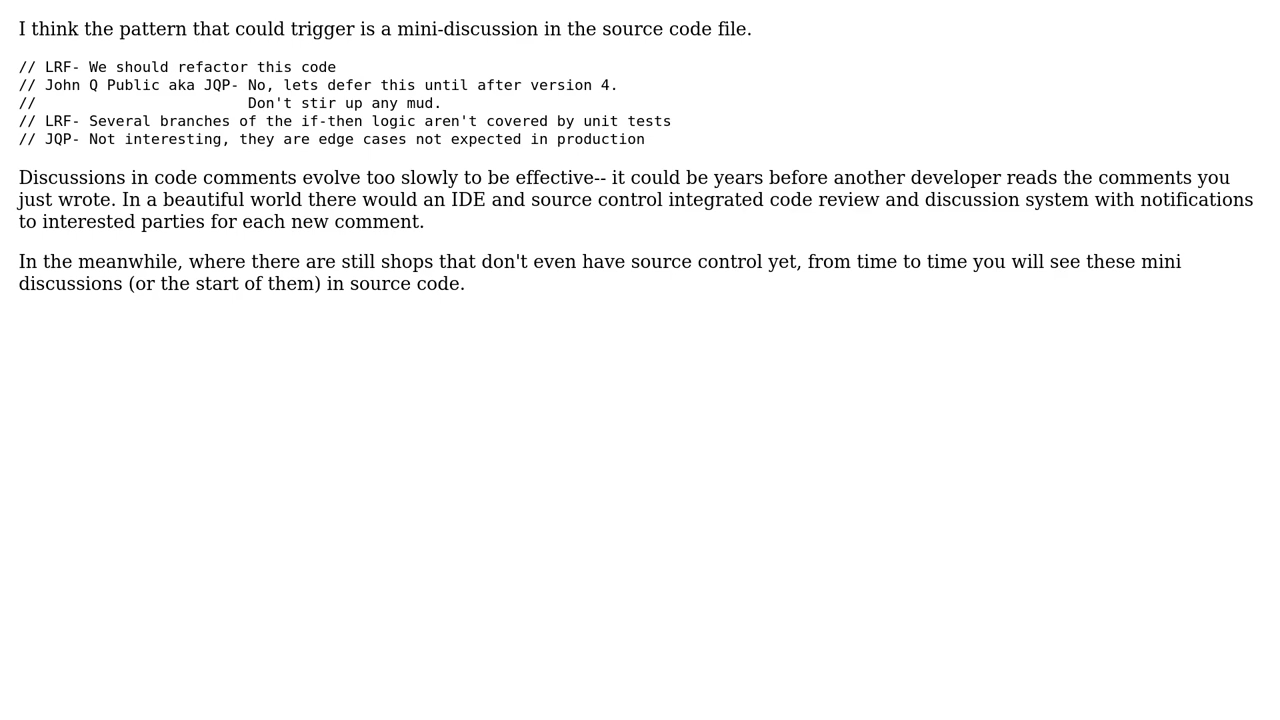 I think the pattern that could trigger is a mini-discussion in the source code file.
// LRF- We should refactor this code
// John Q Public aka JQP- No, lets defer this until after version 4.
//                        Don't stir up any mud.
// LRF- Several branches of the if-then logic aren't covered by unit tests
// JQP- Not interesting, they are edge cases not expected in production
Discussions in code comments evolve too slowly to be effective-- it could be years before another developer reads the comments you
just wrote. In a beautiful world there would an IDE and source control integrated code review and discussion system with notifications
to interested parties for each new comment.
In the meanwhile, where there are still shops that don't even have source control yet, from time to time you will see these mini
discussions (or the start of them) in source code.